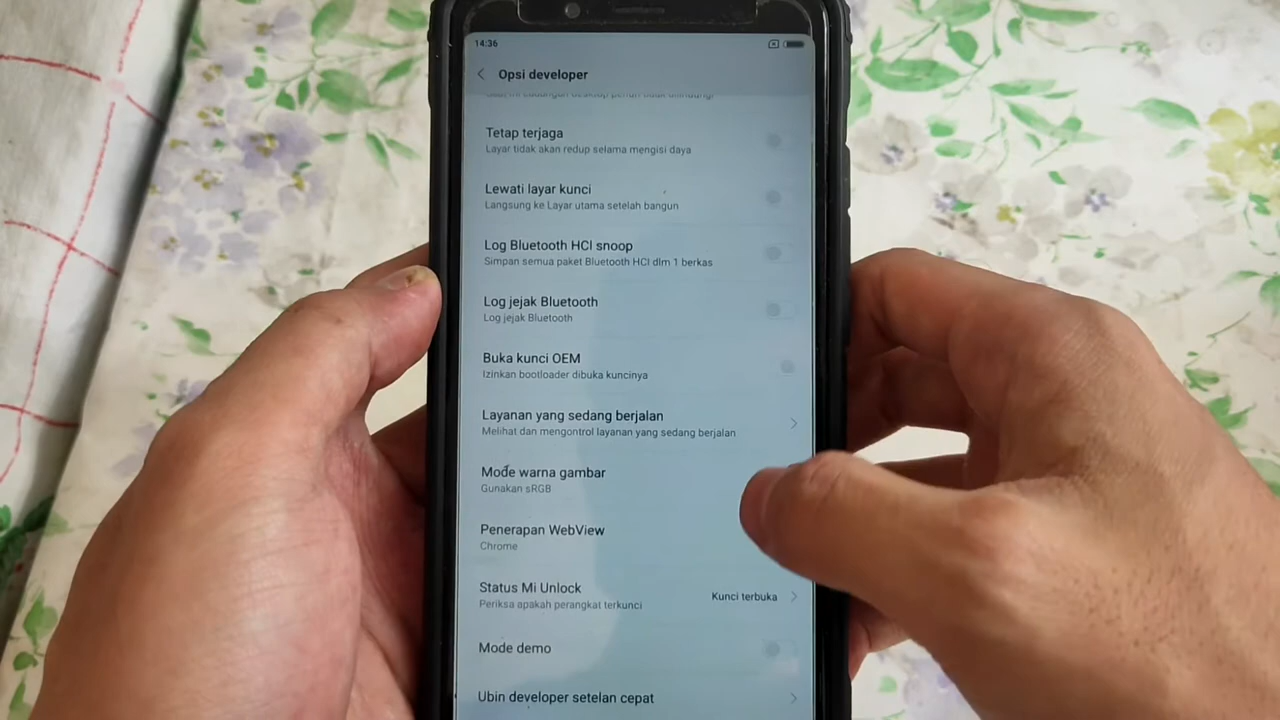 14:36
Opsi developer
Tetap terjaga
Layar tidak akan redup selama mengisi daya
Lewati layar kunci
Langsung ke Layar utama setelah bangun
Log Bluetooth HCI snoop
Simpan semua paket Bluetooth HCI dlm 1 berkas
Log jejak Bluetooth
Log jejak Bluetooth
Buka kunci OEM
Izinkan bootloader dibuka kuncinya
Layanan yang sedang berjalan
Melihat dan mengontrol layanan yang sedang berjalan
Mode warna gambar
Gunakan sRGB
Penerapan WebView
Chrome
Status Mi Unlock
Periksa apakah perangkat terkunci
Kunci terbuka
Mode demo
Ubin developer setelan cepat